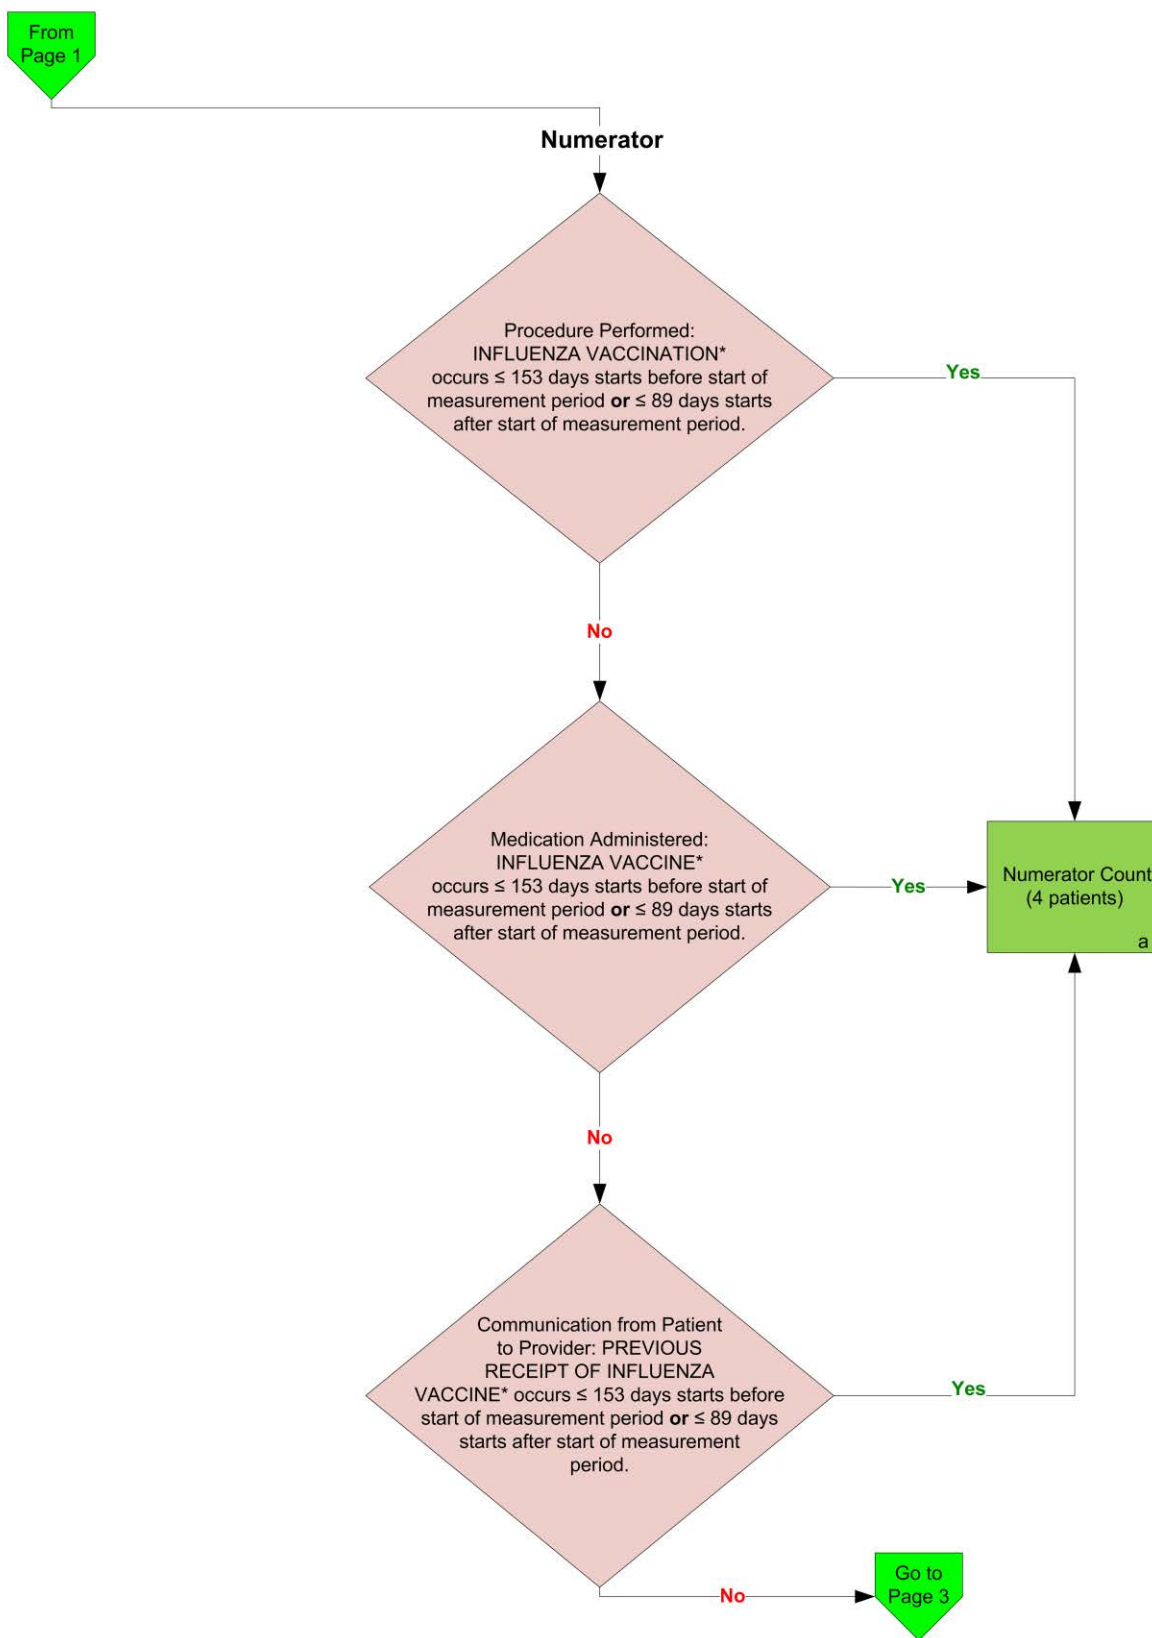 From
Page 1
Numerator
Procedure Performed:
INFLUENZA VACCINATION*
occurs ≤ 153 days starts before start of
measurement period or ≤ 89 days starts
after start of measurement period.
Yes
No
Medication Administered:
INFLUENZA VACCINE*
occurs ≤ 153 days starts before start of
measurement period or ≤ 89 days starts
after start of measurement period.
Yes
Numerator Count
(4 patients)
a
No
Communication from Patient
to Provider: PREVIOUS
RECEIPT OF INFLUENZA
VACCINE* occurs ≤ 153 days starts before
start of measurement period or ≤ 89 days
starts after start of measurement
period.
Yes
No
Go to
Page 3